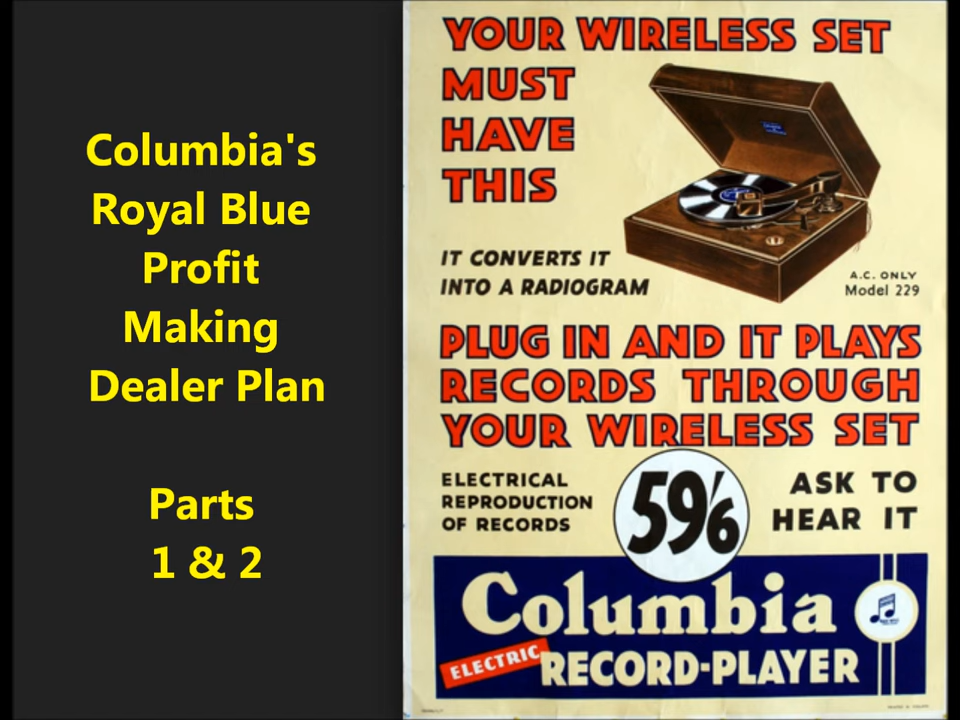 Columbia's
Royal Blue
Profit
Making
Dealer Plan
Parts
1 & 2
YOUR WIRELESS SET
MUST
HAVE
THIS
IT CONVERTS IT
INTO A RADIOGRAM
A.C. ONLY
Model 229
PLUG IN AND IT PLAYS
RECORDS THROUGH
YOUR WIRELESS SET
ELECTRICAL
REPRODUCTION
OF RECORDS
59/6
ASK TO
HEAR IT
Columbia
ELECTRIC
RECORD-PLAYER